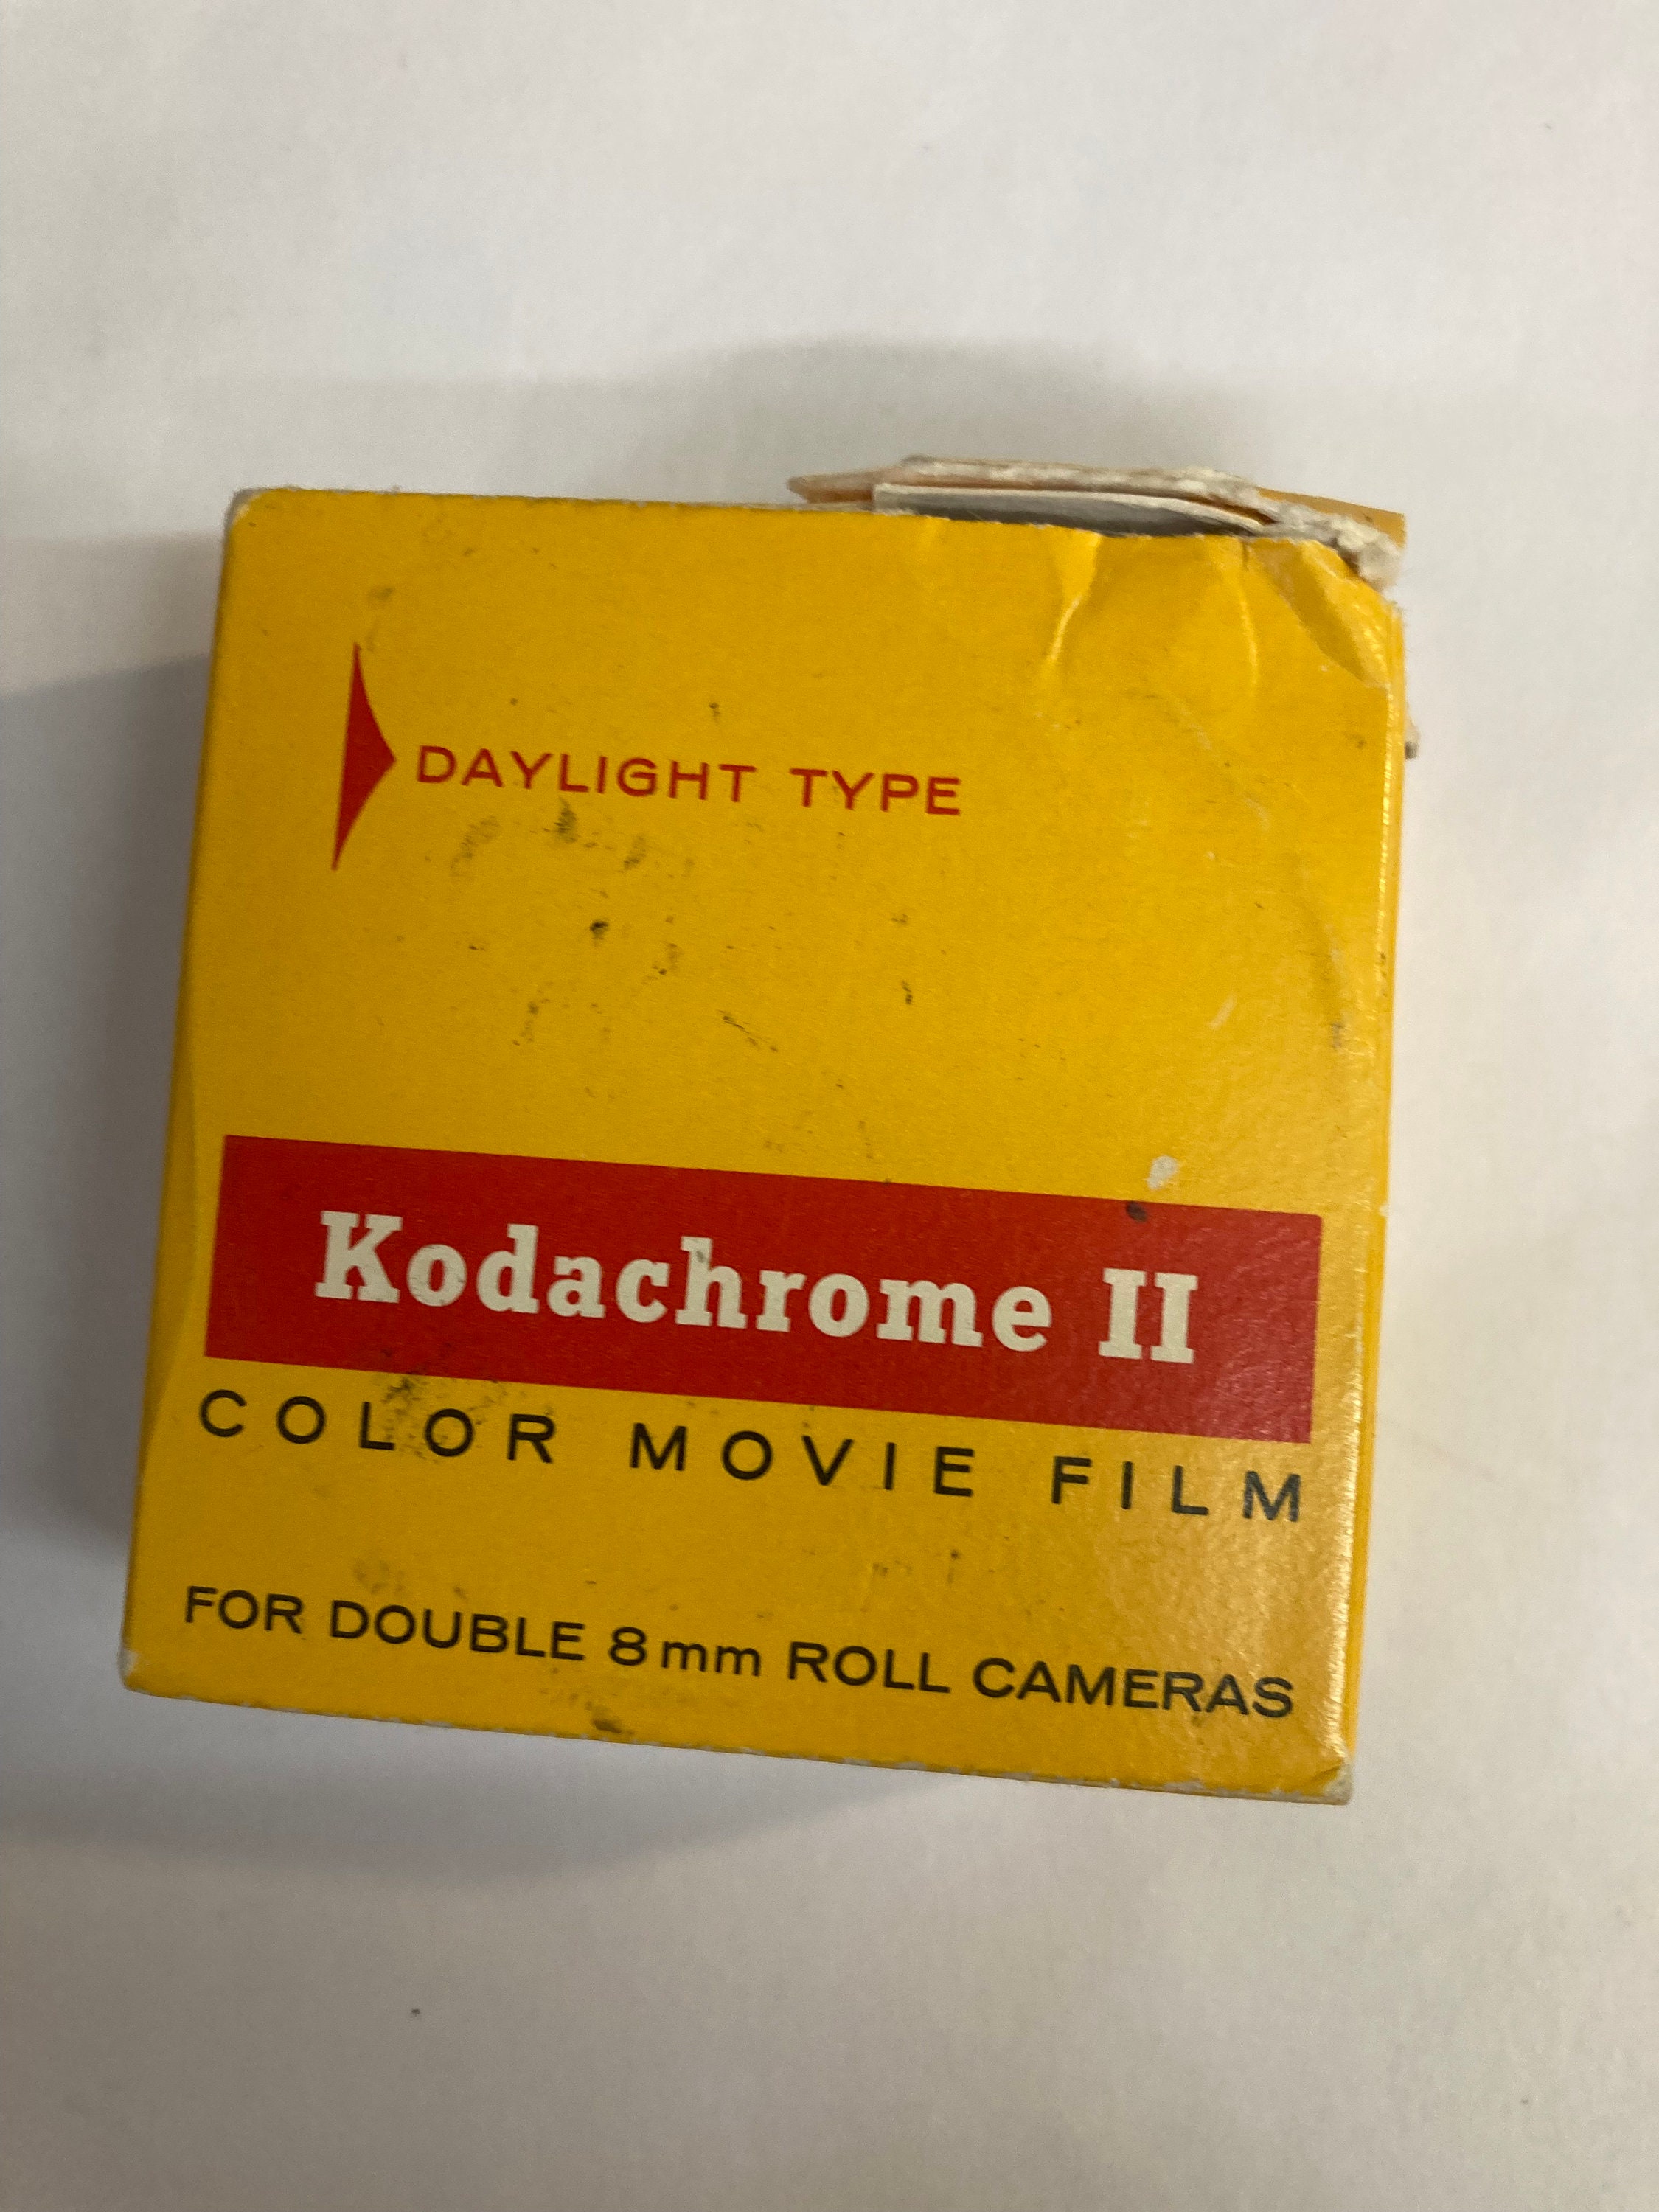 DAYLIGHT TYPE
Kodachrome II
COLOR MOVIE FILM
FOR DOUBLE 8mm ROLL CAMERAS